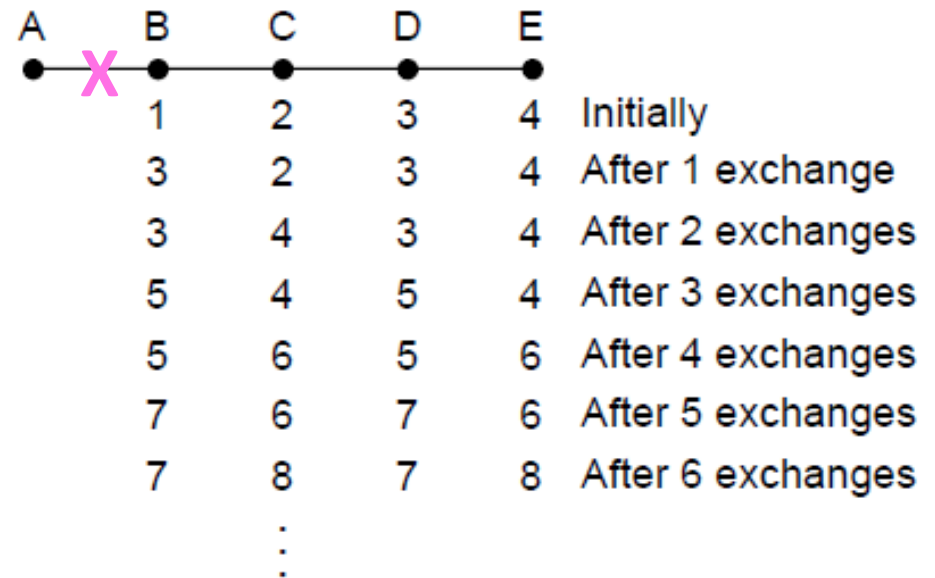 A B C D E
X
1 2 3 4 Initially
3 2 3 4 After 1 exchange
3 4 3 4 After 2 exchanges
5 4 5 4 After 3 exchanges
5 6 5 6 After 4 exchanges
7 6 7 6 After 5 exchanges
7 8 7 8 After 6 exchanges
⋮